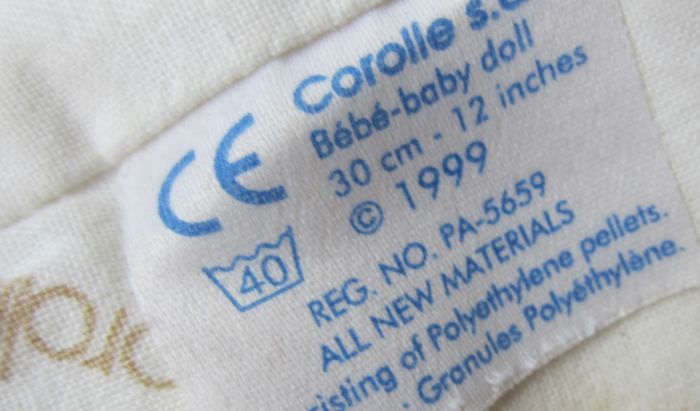 Corolle s.a
Bébé-baby doll
30 cm - 12 inches
© 1999
CE
40
REG. NO. PA-5659
ALL NEW MATERIALS
of Polyethylene pellets.
· Granules Polyéthylène.